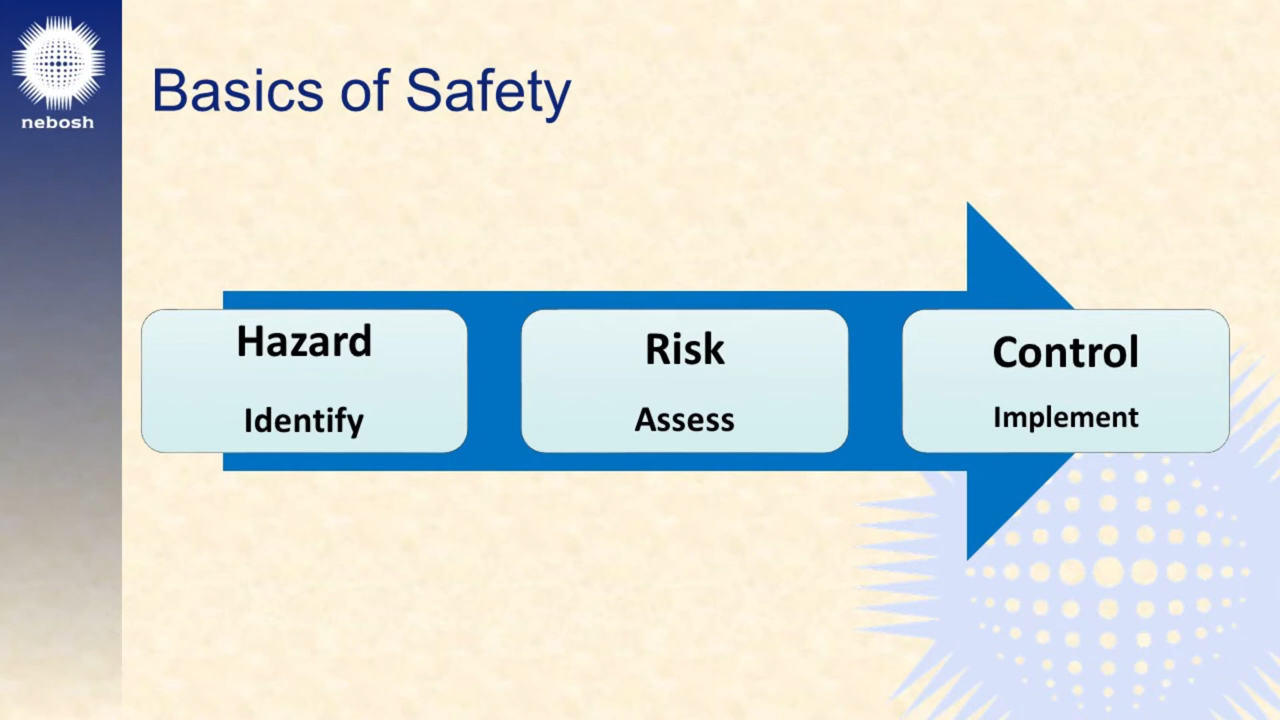 nebosh
Basics of Safety
Hazard
Identify
Risk
Assess
Control
Implement